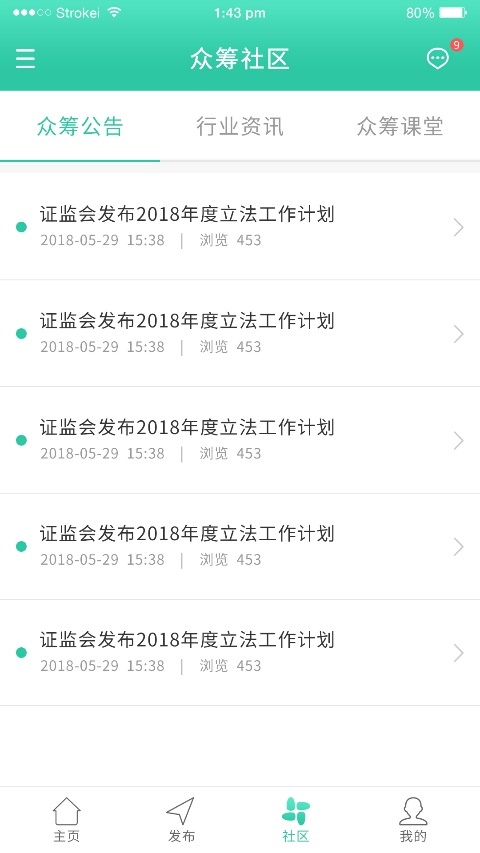 Strokei 1:43 pm 80%
众筹社区
9
众筹公告 行业资讯 众筹课堂
证监会发布2018年度立法工作计划
2018-05-29 15:38 | 浏览 453
证监会发布2018年度立法工作计划
2018-05-29 15:38 | 浏览 453
证监会发布2018年度立法工作计划
2018-05-29 15:38 | 浏览 453
证监会发布2018年度立法工作计划
2018-05-29 15:38 | 浏览 453
证监会发布2018年度立法工作计划
2018-05-29 15:38 | 浏览 453
主页 发布 社区 我的